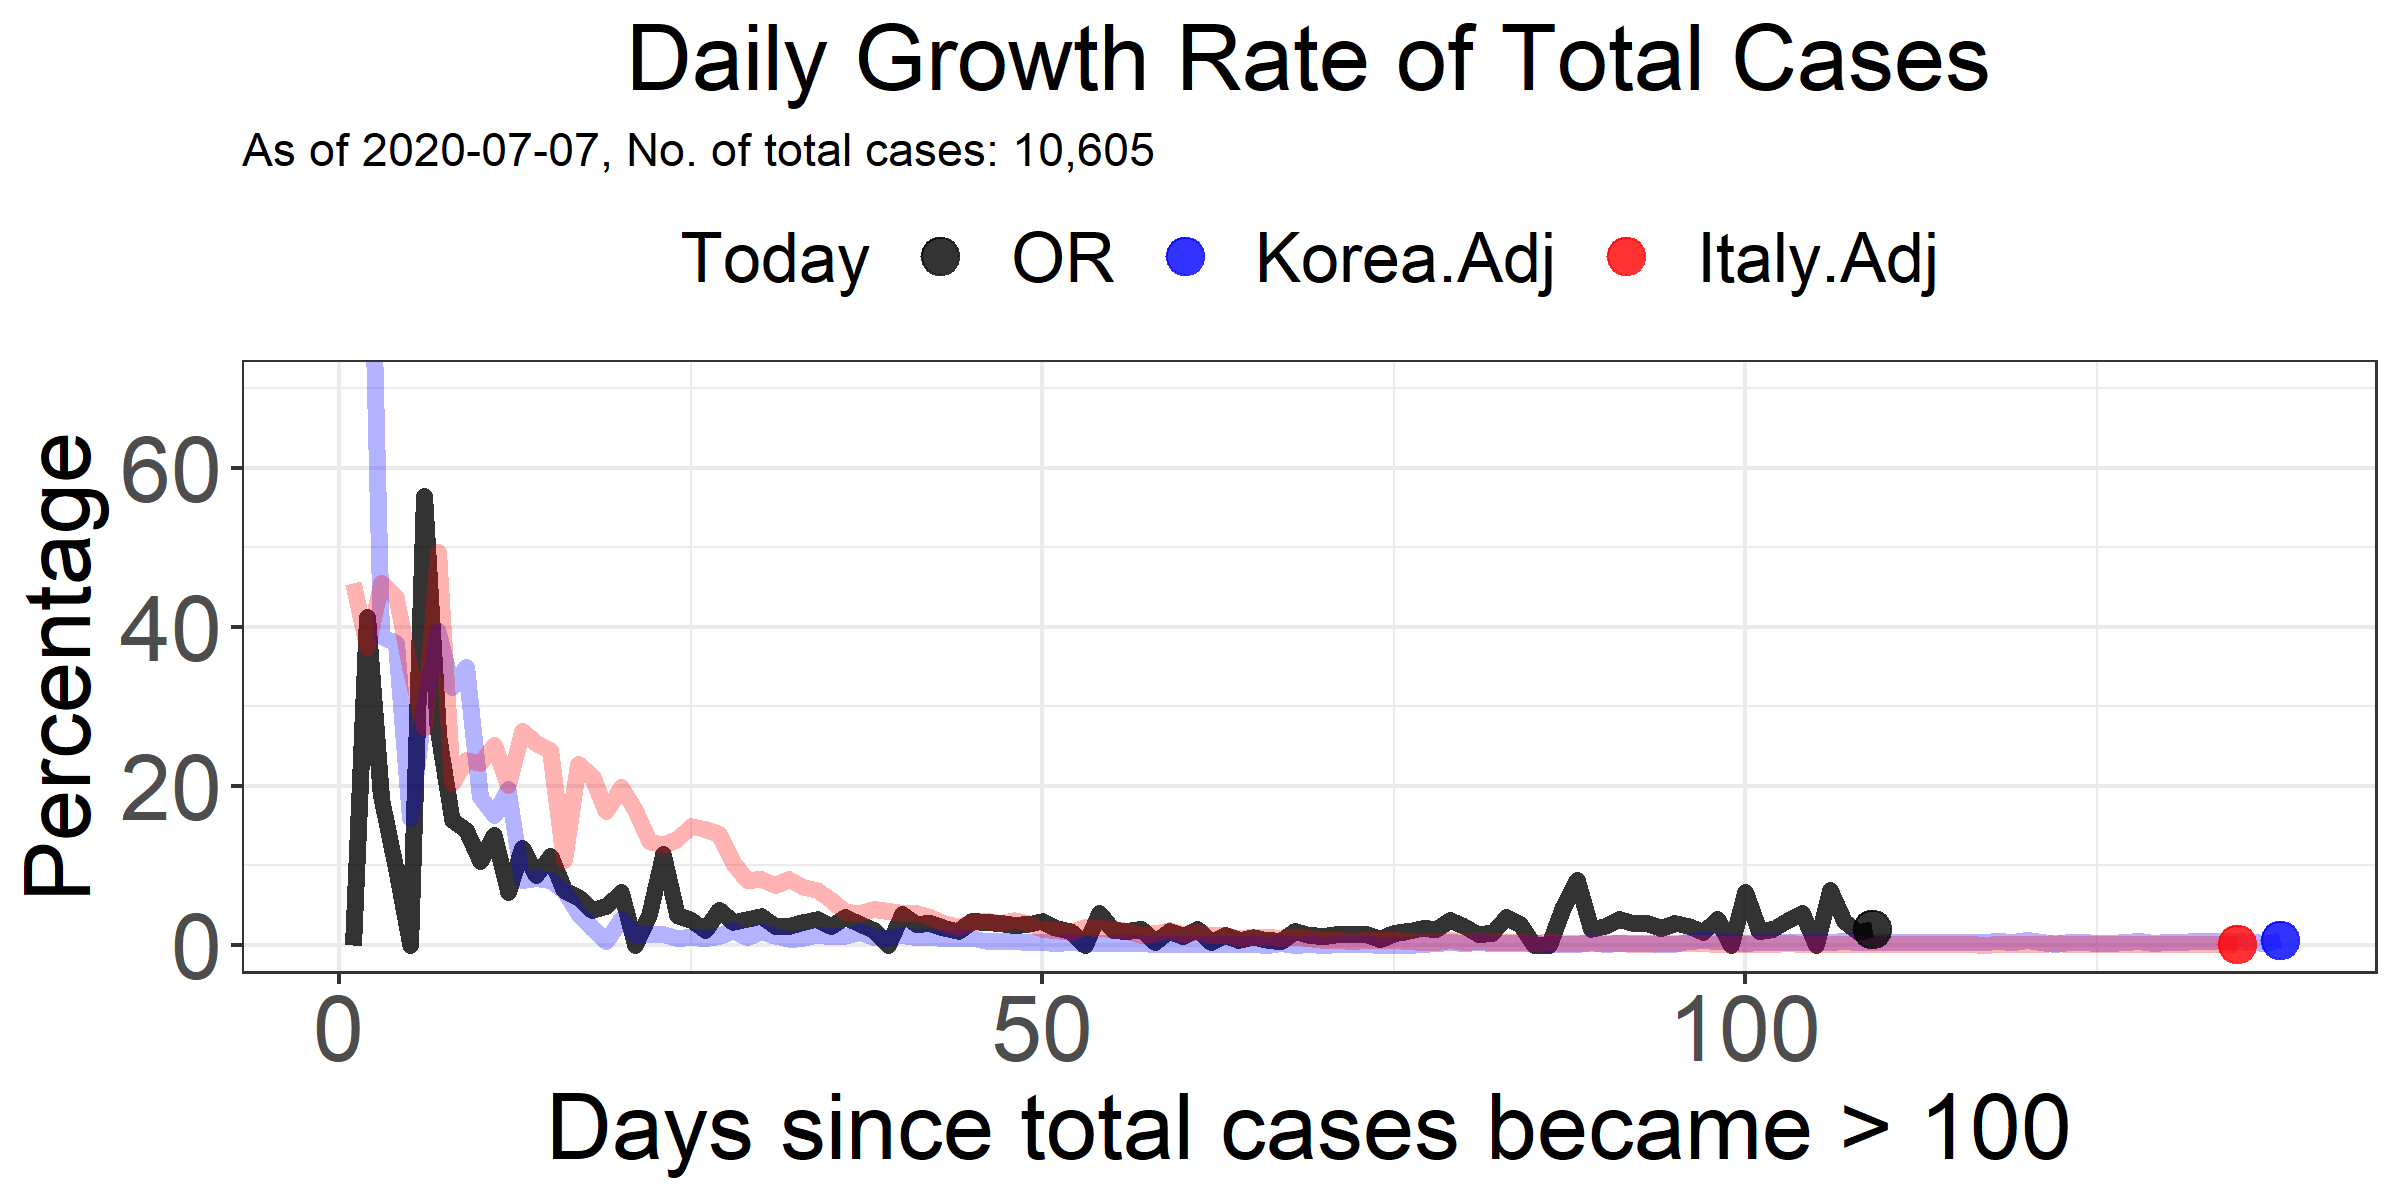 Daily Growth Rate of Total Cases
As of 2020-07-07, No. of total cases: 10,605
Today OR Korea.Adj Italy.Adj
Percentage
60
40
20
0
0 50 100
Days since total cases became > 100